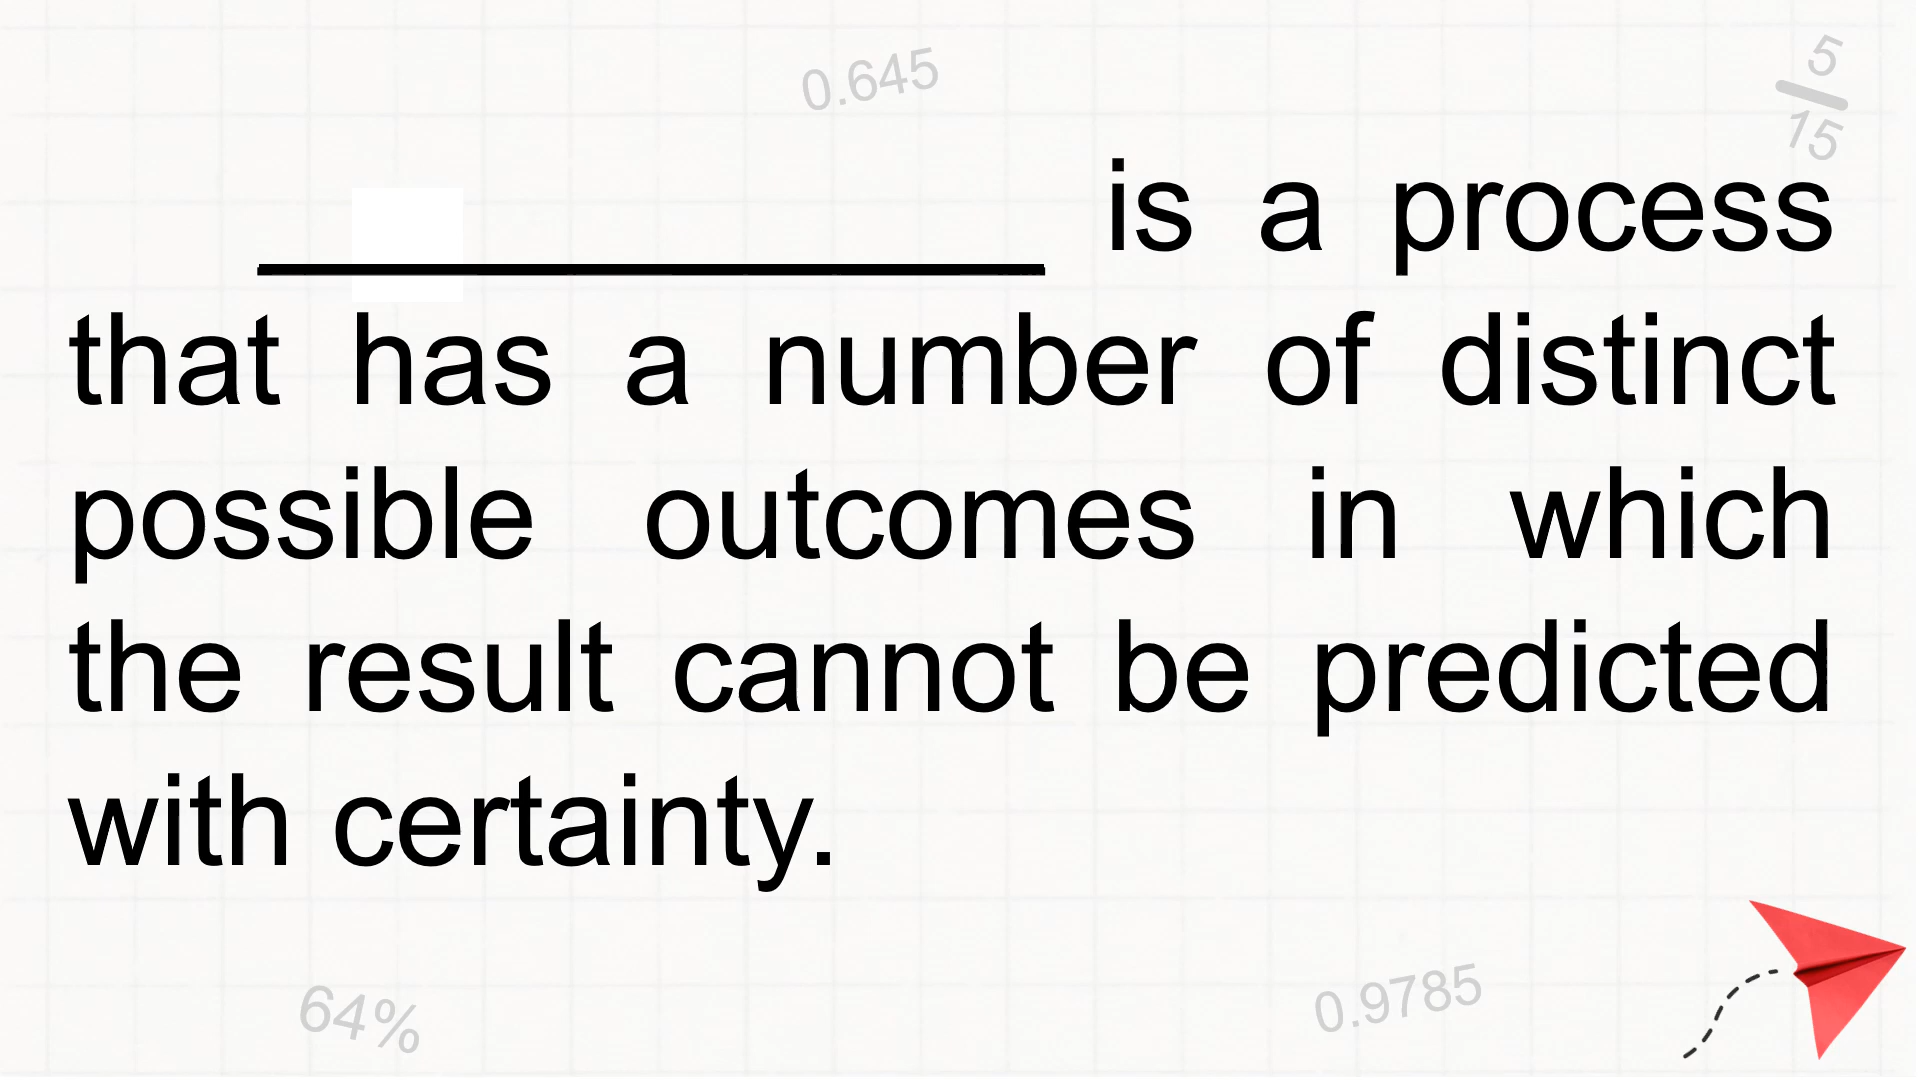 0.645
5
15
____________ is a process
that has a number of distinct
possible outcomes in which
the result cannot be predicted
with certainty.
64%
0.9785